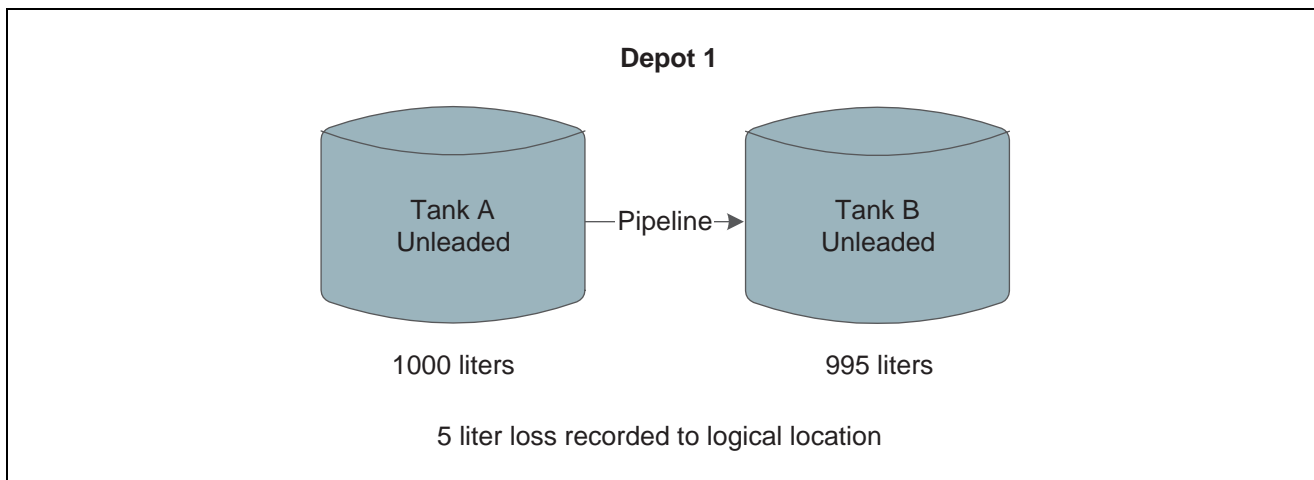 Depot 1
Tank A
Unleaded
Pipeline
Tank B
Unleaded
1000 liters
995 liters
5 liter loss recorded to logical location